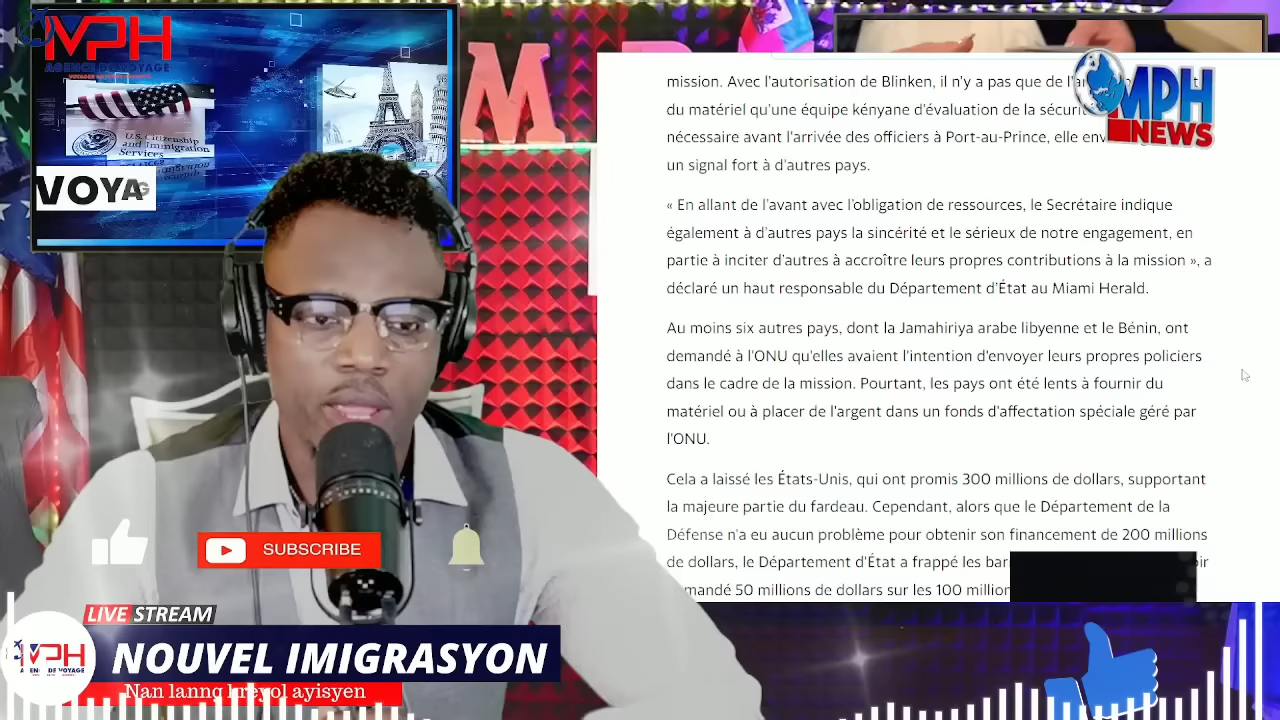 MPH
AGENCE DE VOYAGE
U.S. Citizenship
and Immigration
Services
VOYAG
M
MPH
NEWS
mission. Avec l'a de Blinken, il n'y a pas que de l'a
du matériel qu'une équipe kényane d'évaluation de la
nécessaire avant l'arrivée des officiers à Port-au-Prince, elle
un signal fort à d'autres pays.
« En allant de l'avant avec l'obligation de ressources, le Secrétaire indique
également à d'autres pays la sincérité et le sérieux de notre engagement, en
partie à inciter d'autres à accroître leurs propres contributions à la mission », a
déclaré un haut responsable du Département d'État au Miami Herald.
Au moins six autres pays, dont la Jamahiriya arabe libyenne et le Bénin, ont
demandé à l'ONU qu'elles avaient l'intention d'envoyer leurs propres policiers
dans le cadre de la mission. Pourtant, les pays ont été lents à fournir du
matériel ou à placer de l'argent dans un fonds d'affectation spéciale géré par
l'ONU.
Cela a laissé les États-Unis, qui ont promis 300 millions de dollars, supportant
la majeure partie du fardeau. Cependant, alors que le Département de la
Défense n'a eu aucun problème pour obtenir son financement de 200 millions
de dollars, le Département d'État a frappé les
mandé 50 millions de dollars sur les 100
SUBSCRIBE
LIVE STREAM
MPH
AGENCE DE VOYAGE
NOUVEL IMIGRASYON
Nan lanng kreyol ayisyen